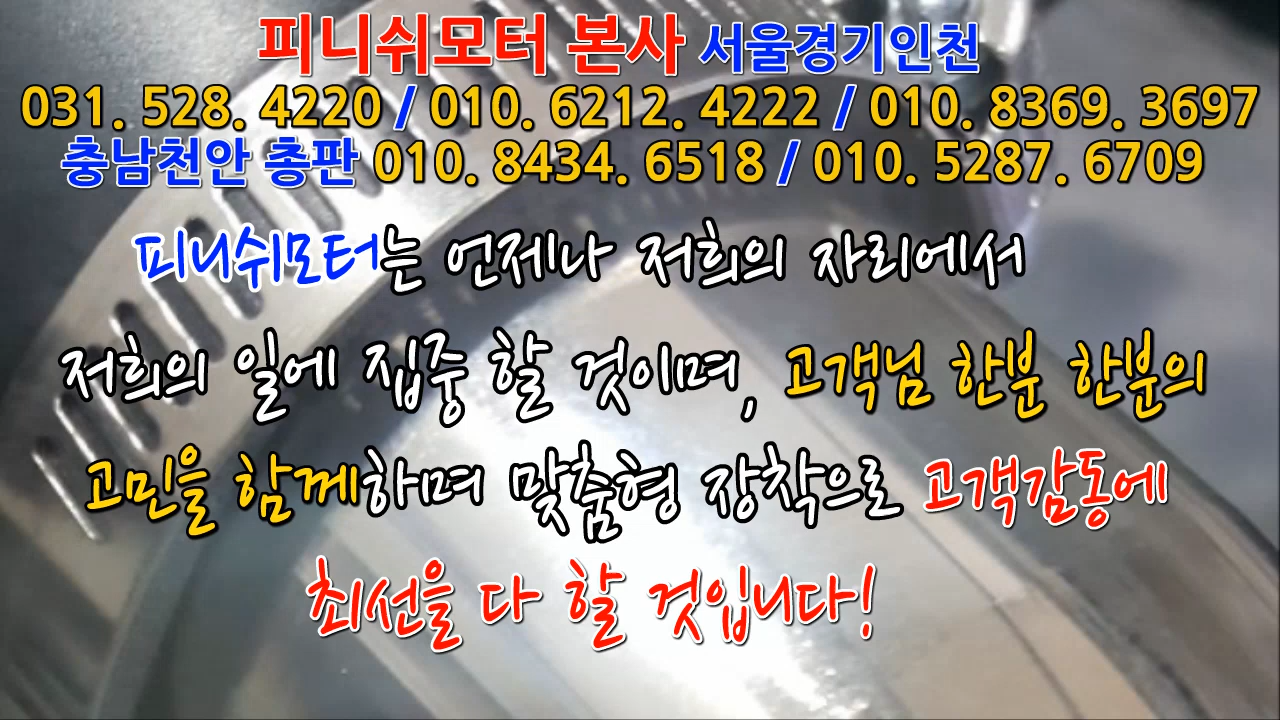 피니쉬모터 본사 서울경기인천
031. 528. 4220 / 010. 6212. 4222 / 010. 8369. 3697
충남천안 총판 010. 8434. 6518 / 010. 5287. 6709
피니쉬모터는 언제나 저희의 자리에서
저희의 일에 집중 할 것이며, 고객님 한분 한분의
고민을 함께하며 맞춤형 장착으로 고객감동에
최선을 다 할 것입니다!